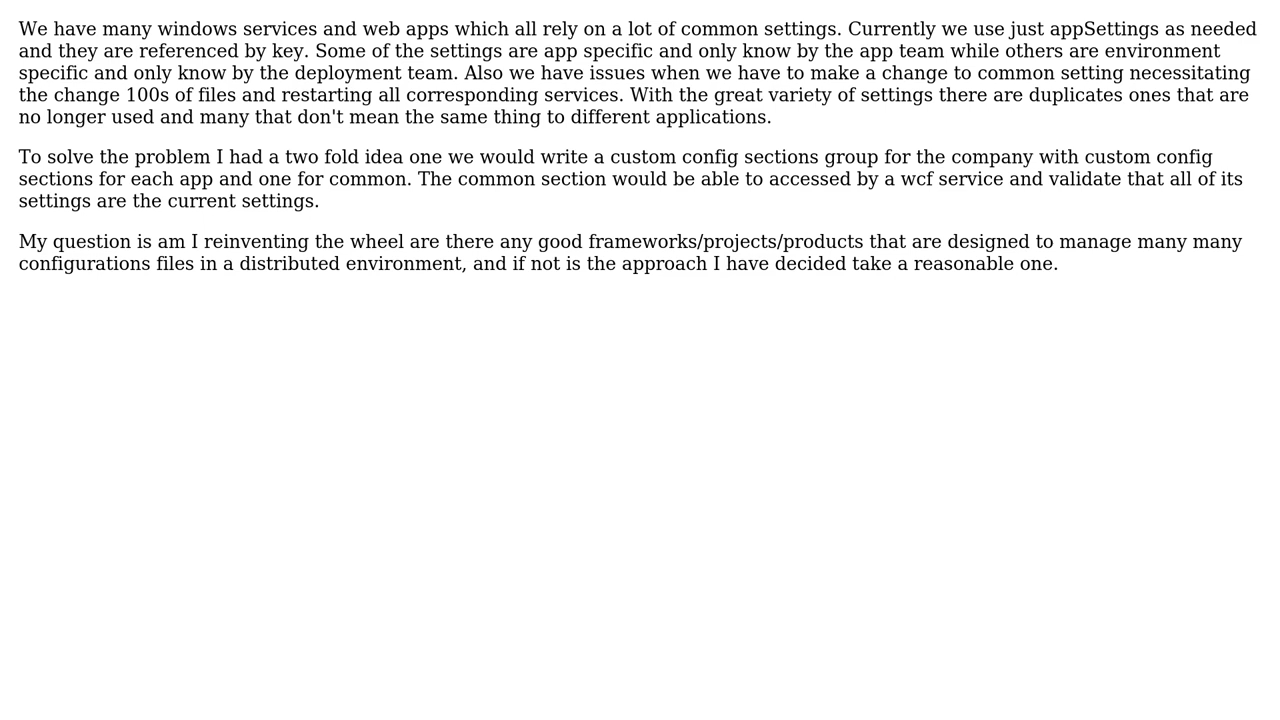 We have many windows services and web apps which all rely on a lot of common settings. Currently we use just appSettings as needed
and they are referenced by key. Some of the settings are app specific and only know by the app team while others are environment
specific and only know by the deployment team. Also we have issues when we have to make a change to common setting necessitating
the change 100s of files and restarting all corresponding services. With the great variety of settings there are duplicates ones that are
no longer used and many that don't mean the same thing to different applications.
To solve the problem I had a two fold idea one we would write a custom config sections group for the company with custom config
sections for each app and one for common. The common section would be able to accessed by a wcf service and validate that all of its
settings are the current settings.
My question is am I reinventing the wheel are there any good frameworks/projects/products that are designed to manage many many
configurations files in a distributed environment, and if not is the approach I have decided take a reasonable one.